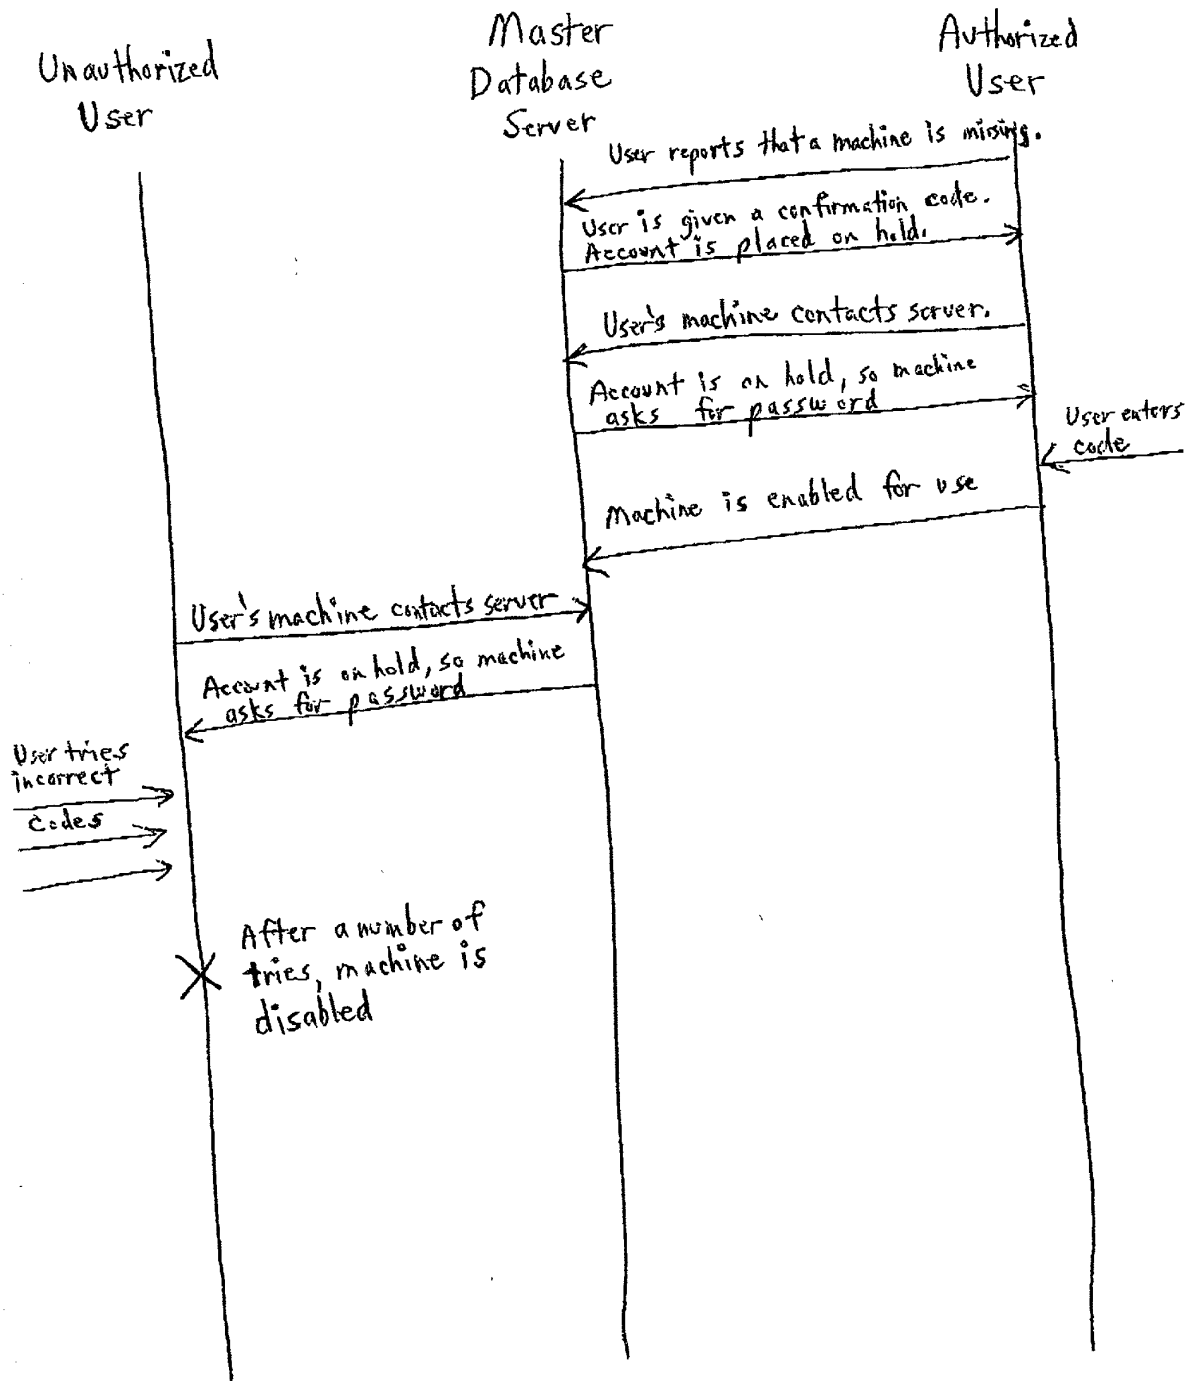 Unauthorized
User
Master
Database
Server
Authorized
User
User reports that a machine is missing.
User is given a confirmation code.
Account is placed on hold.
User's machine contacts server.
Account is on hold, so machine
asks for password
User enters
code
Machine is enabled for use
User's machine contacts server
Account is on hold, so machine
asks for password
User tries
incorrect
codes
After a number of
tries, machine is
disabled